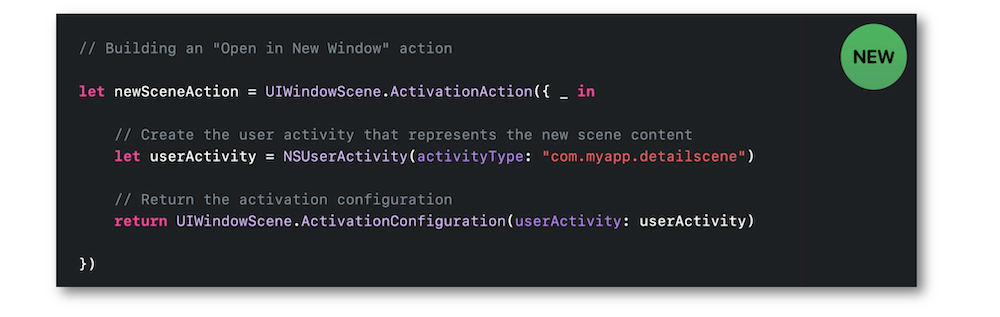 // Building an "Open in New Window" action
NEW
let newSceneAction = UIWindowScene.ActivationAction({ _ in
// Create the user activity that represents the new scene content
let userActivity = NSUserActivity(activityType: "com.myapp.detailscene")
// Return the activation configuration
return UIWindowScene.ActivationConfiguration(userActivity: userActivity)
})